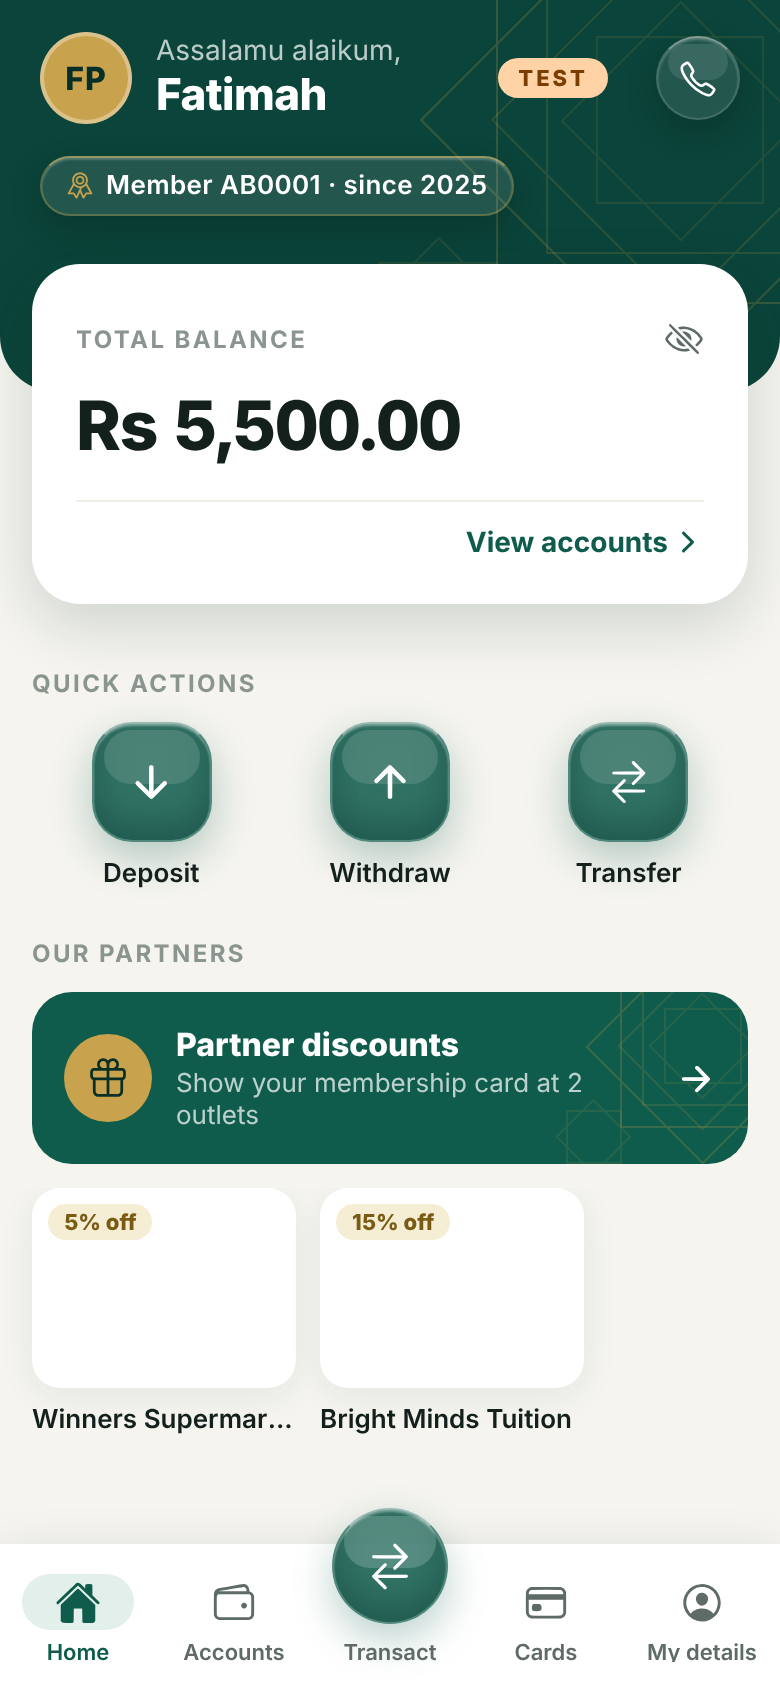 FP
Assalamu alaikum,
Fatimah
TEST
Member AB0001 · since 2025
TOTAL BALANCE
Rs 5,500.00
View accounts
QUICK ACTIONS
Deposit
Withdraw
Transfer
OUR PARTNERS
Partner discounts
Show your membership card at 2
outlets
5% off
15% off
Winners Supermar...
Bright Minds Tuition
Home
Accounts
Transact
Cards
My details